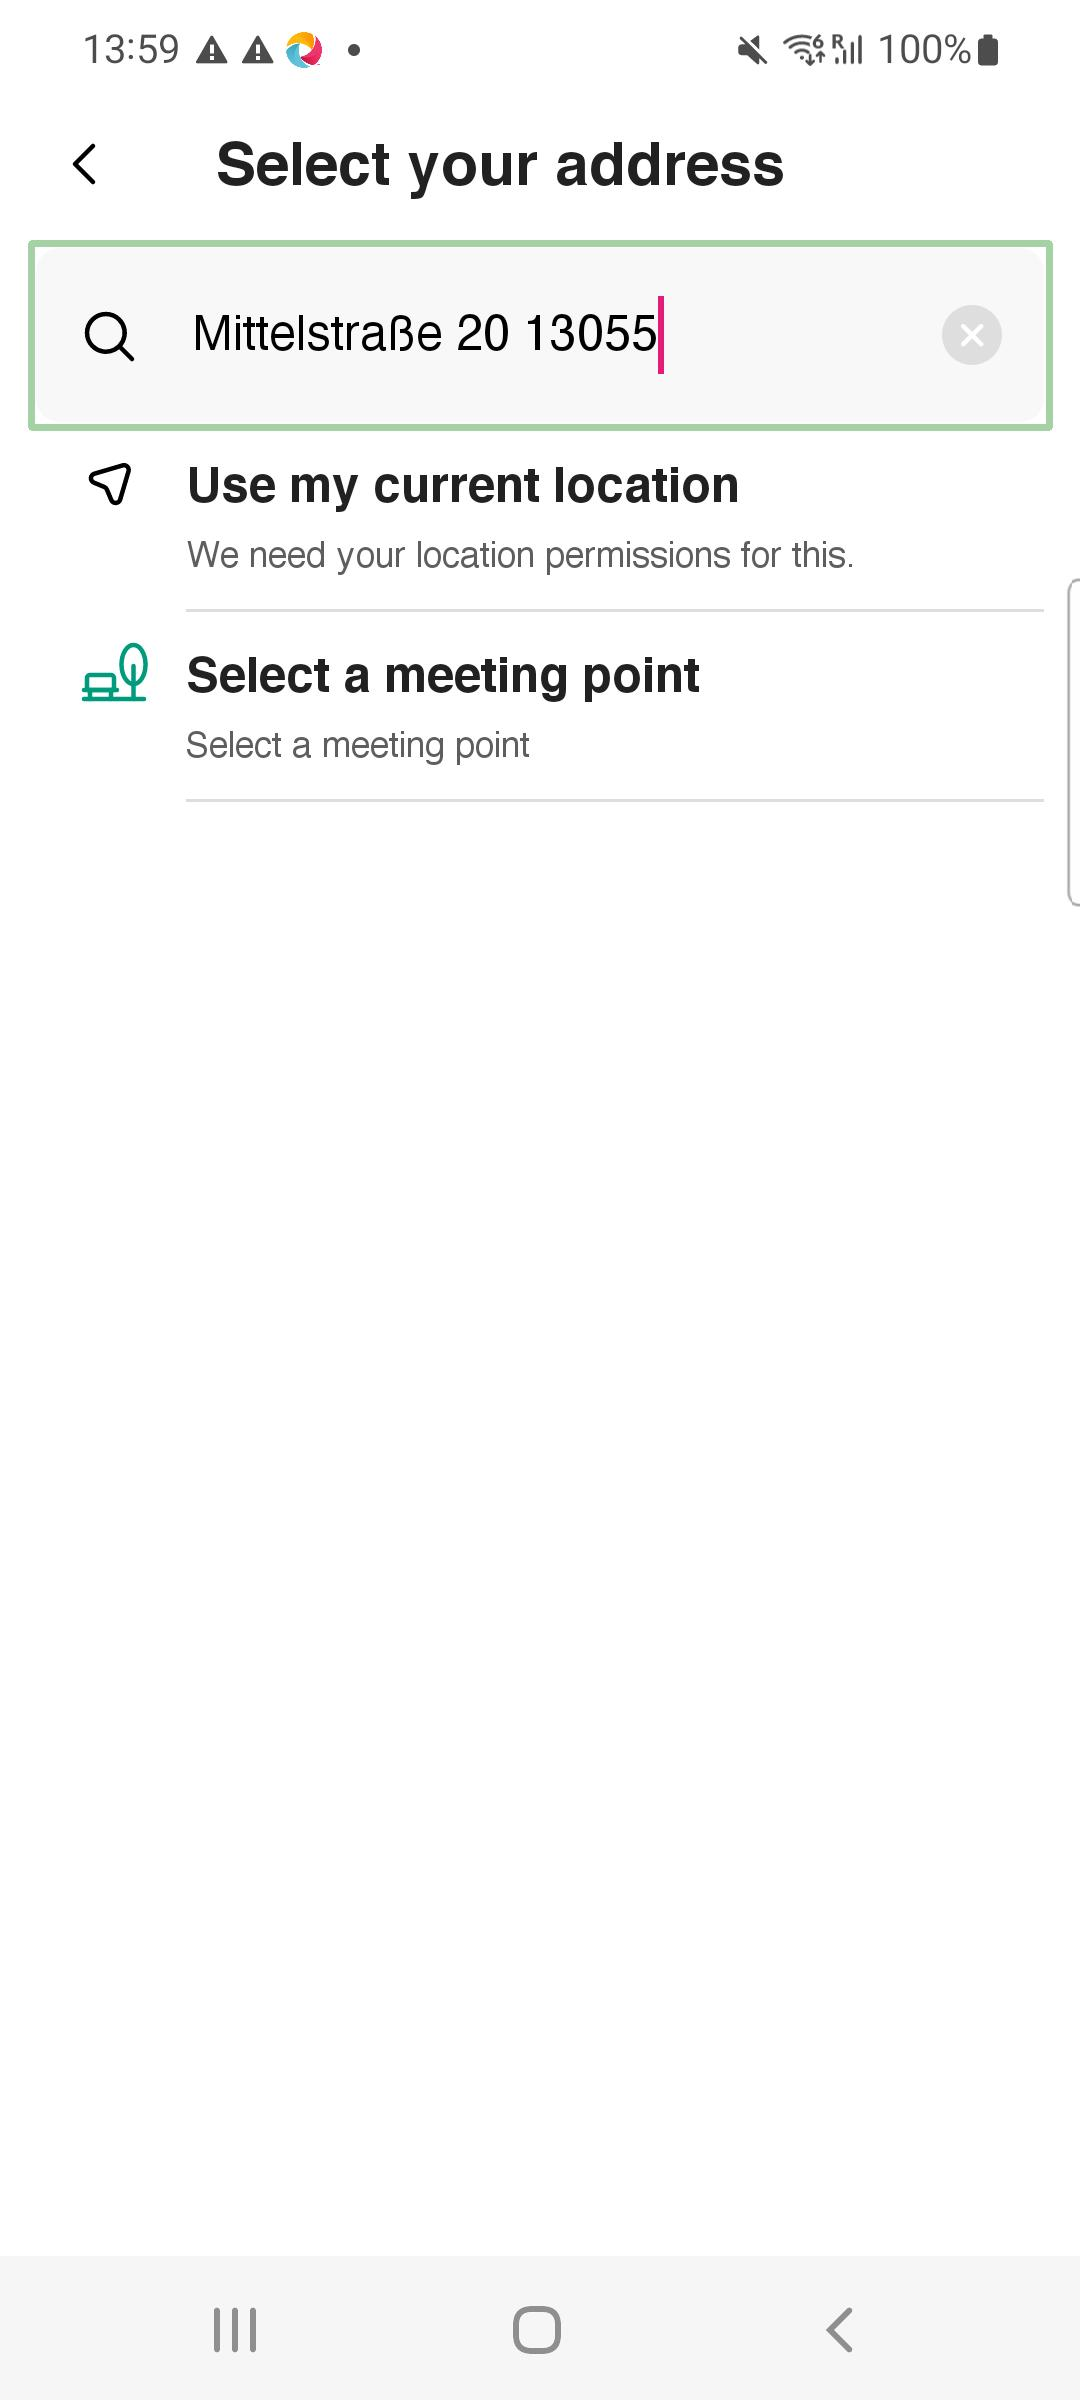 13:59 100%
Select your address
Mittelstraße 20 13055
Use my current location
We need your location permissions for this.
Select a meeting point
Select a meeting point